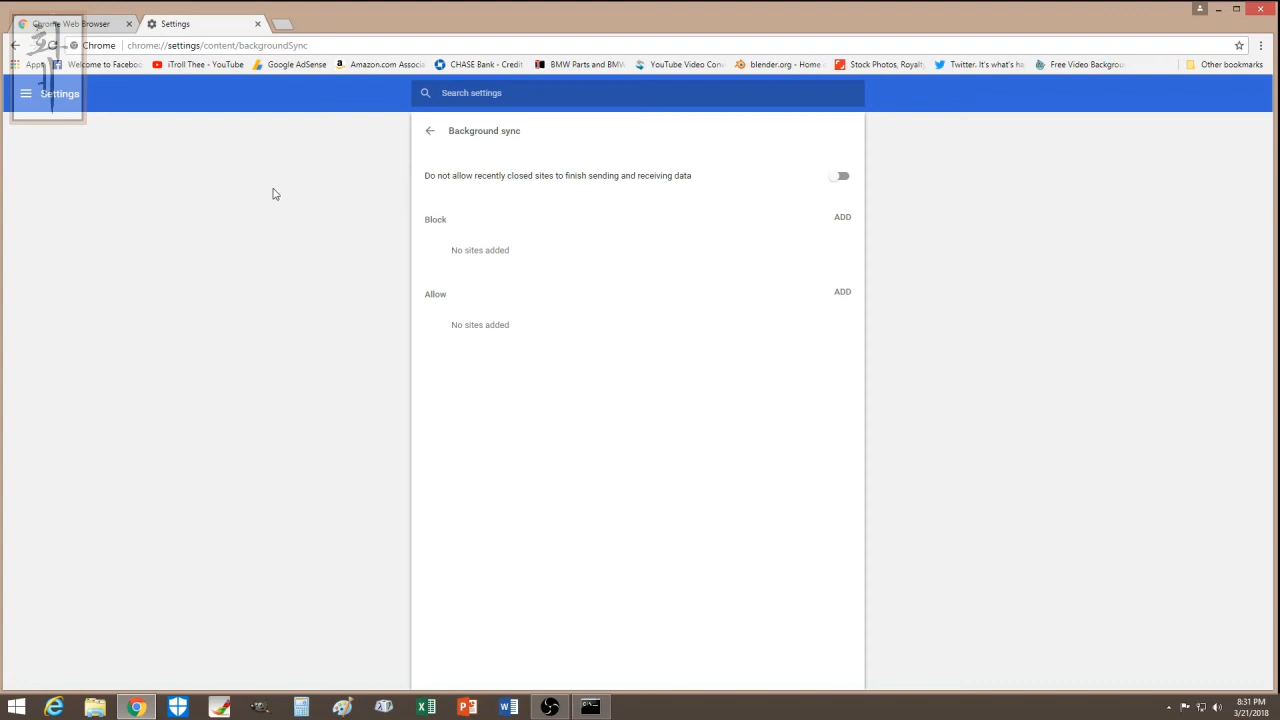 Chrome Web Browser
Settings
Chrome
chrome://settings/content/backgroundSync
Apps
Welcome to Faceboo
iTroll Thee - YouTube
Google AdSense
Amazon.com Associa
CHASE Bank - Credit
BMW Parts and BMW
YouTube Video Conv
blender.org - Home o
Stock Photos, Royalty
Twitter. It's what's ha
Free Video Backgrou
Other bookmarks
Settings
Search settings
Background sync
Do not allow recently closed sites to finish sending and receiving data
Block
ADD
No sites added
Allow
ADD
No sites added
8:31 PM
3/21/2018